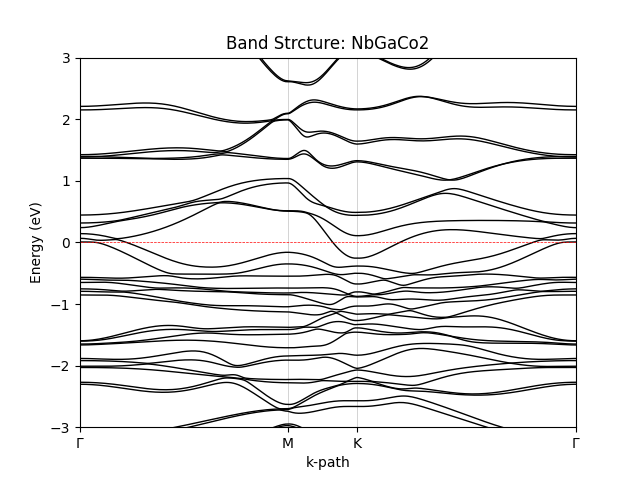 Band Strcture: NbGaCo2
Energy (eV)
3
2
1
0
−1
−2
−3
Γ M K Γ
k-path